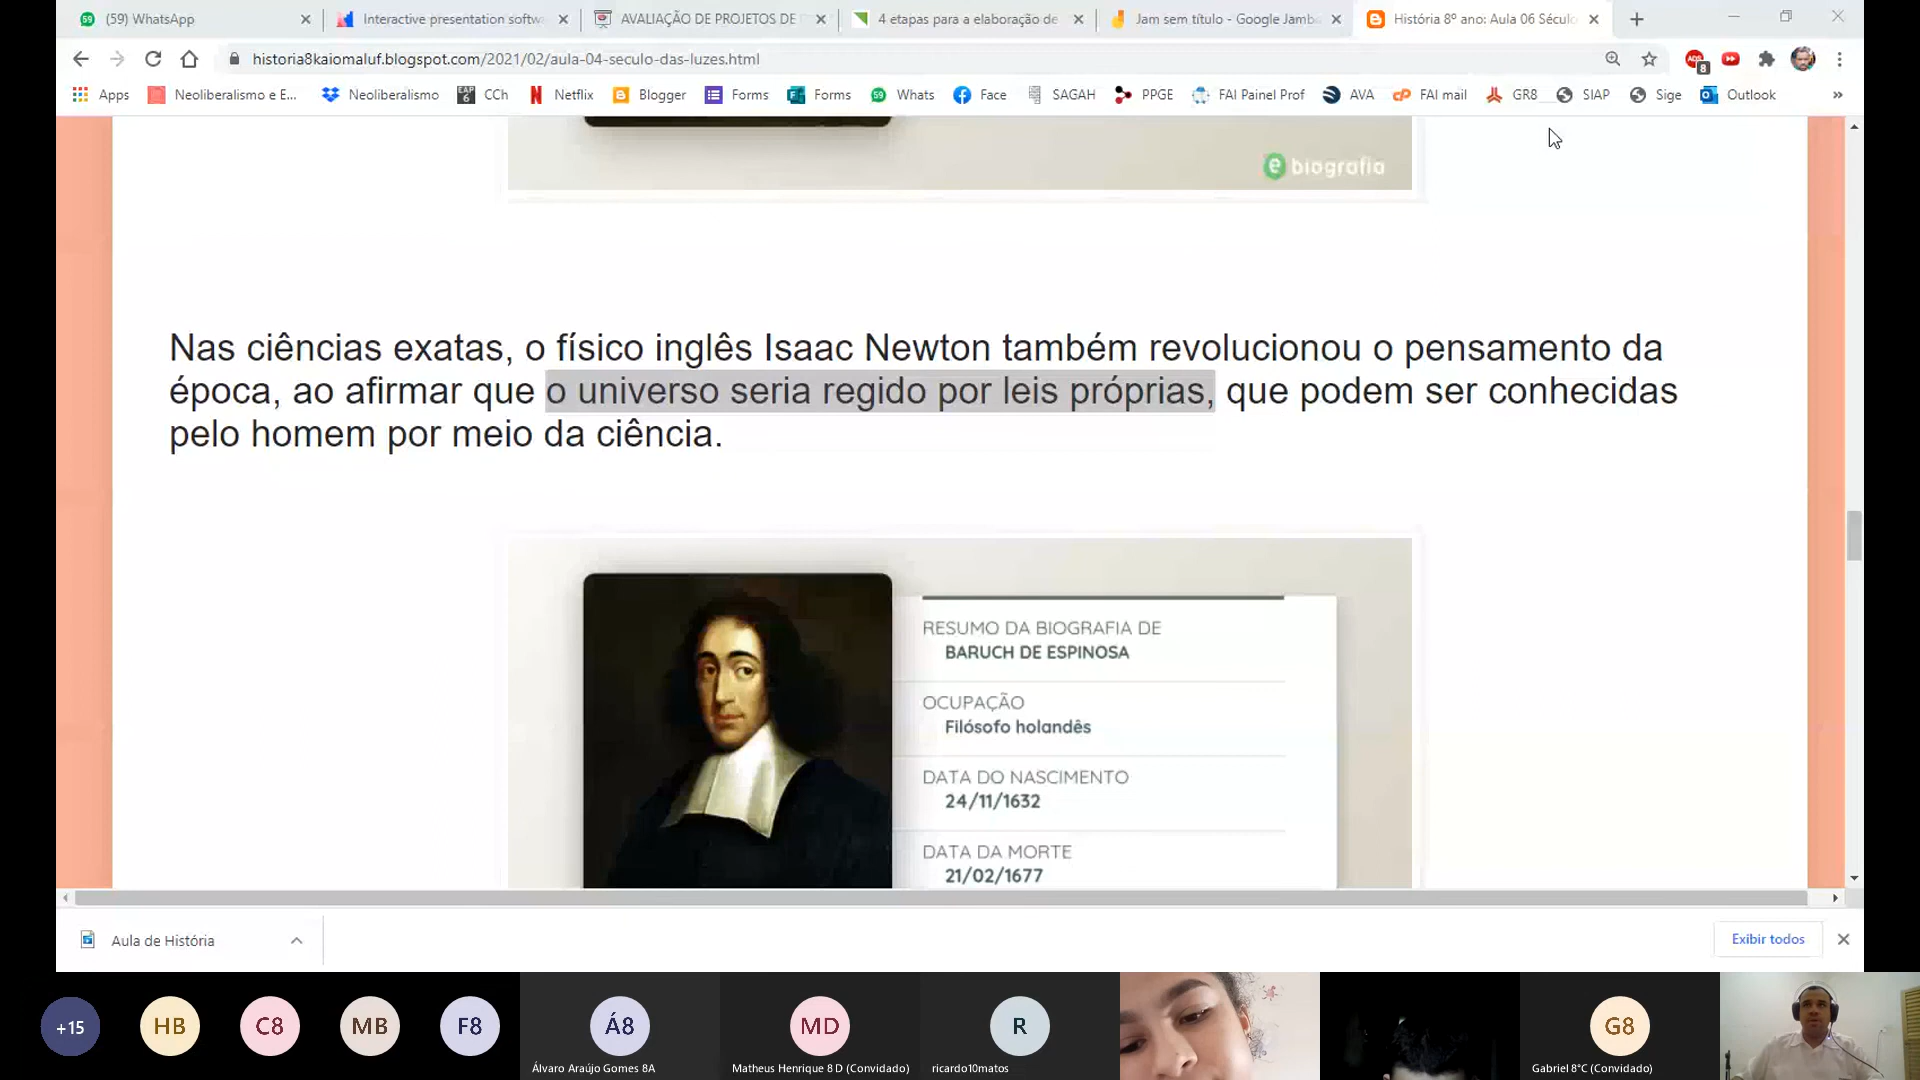 (59) WhatsApp
Interactive presentation softw
AVALIAÇÃO DE PROJETOS DE
4 etapas para a elaboração de
Jam sem título - Google Jamb
História 8º ano: Aula 06 Século
historia8kaiomaluf.blogspot.com/2021/02/aula-04-seculo-das-luzes.html
8
Apps
Neoliberalismo e E...
Neoliberalismo
CCh
Netflix
Blogger
Forms
Forms
Whats
Face
SAGAH
PPGE
FAI Painel Prof
AVA
FAI mail
GR8
SIAP
Sige
Outlook
»
e biografia
Nas ciências exatas, o físico inglês Isaac Newton também revolucionou o pensamento da
época, ao afirmar que o universo seria regido por leis próprias, que podem ser conhecidas
pelo homem por meio da ciência.
RESUMO DA BIOGRAFIA DE
BARUCH DE ESPINOSA
OCUPAÇÃO
Filósofo holandês
DATA DO NASCIMENTO
24/11/1632
DATA DA MORTE
21/02/1677
Aula de História
Exibir todos
+15
HB
C8
MB
F8
Á8
MD
R
G8
Álvaro Araújo Gomes 8A
Matheus Henrique 8 D (Convidado)
ricardo10matos
Gabriel 8°C (Convidado)